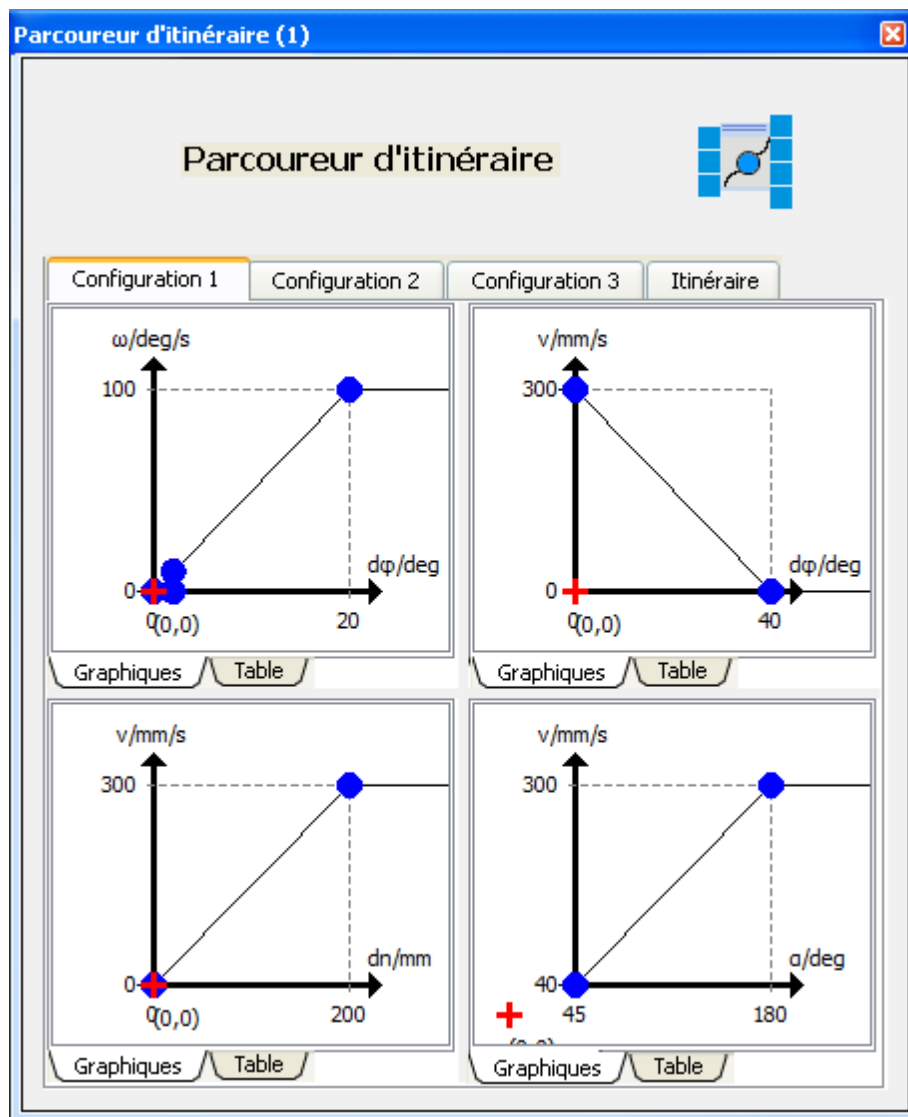 Parcoureur d'itinéraire (1)
Parcoureur d'itinéraire
Configuration 1 Configuration 2 Configuration 3 Itinéraire
ω/deg/s
100
dφ/deg
0
0 (0,0) 20
Graphiques Table
v/mm/s
300
dφ/deg
0
0 (0,0) 40
Graphiques Table
v/mm/s
300
dn/mm
0
0 (0,0) 200
Graphiques Table
v/mm/s
300
α/deg
40
45 180
Graphiques Table